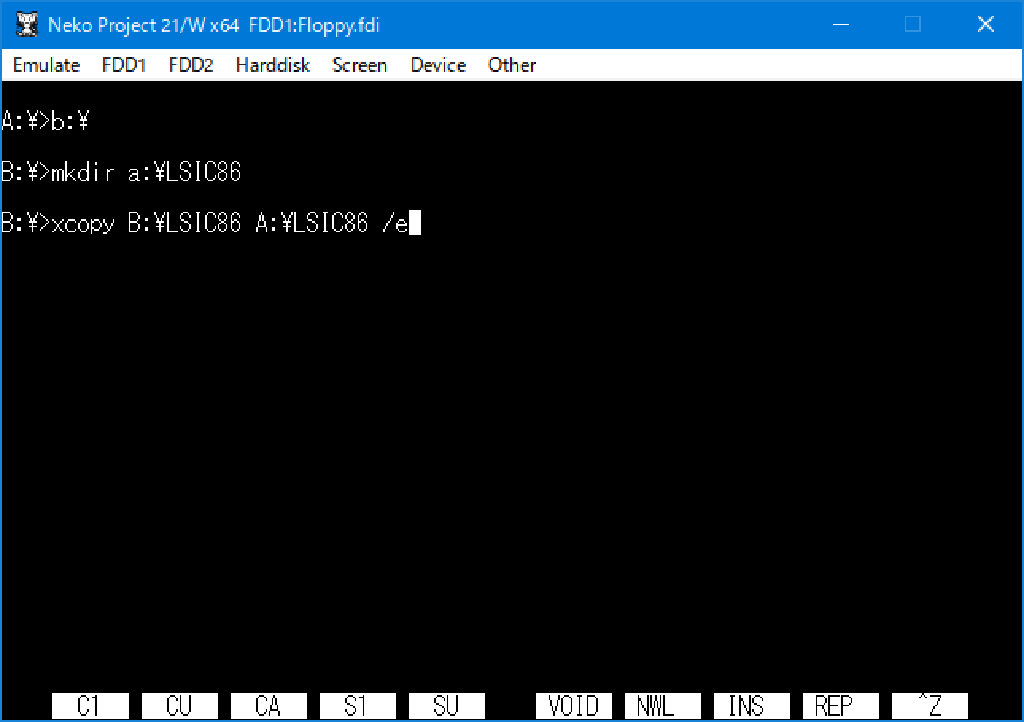 Neko Project 21/W x64 FDD1:Floppy.fdi
Emulate FDD1 FDD2 Harddisk Screen Device Other
A:¥>b:¥
B:¥>mkdir a:¥LSIC86
B:¥>xcopy B:¥LSIC86 A:¥LSIC86 /e
C1 CU CA S1 SU VOID NWL INS REP ^Z